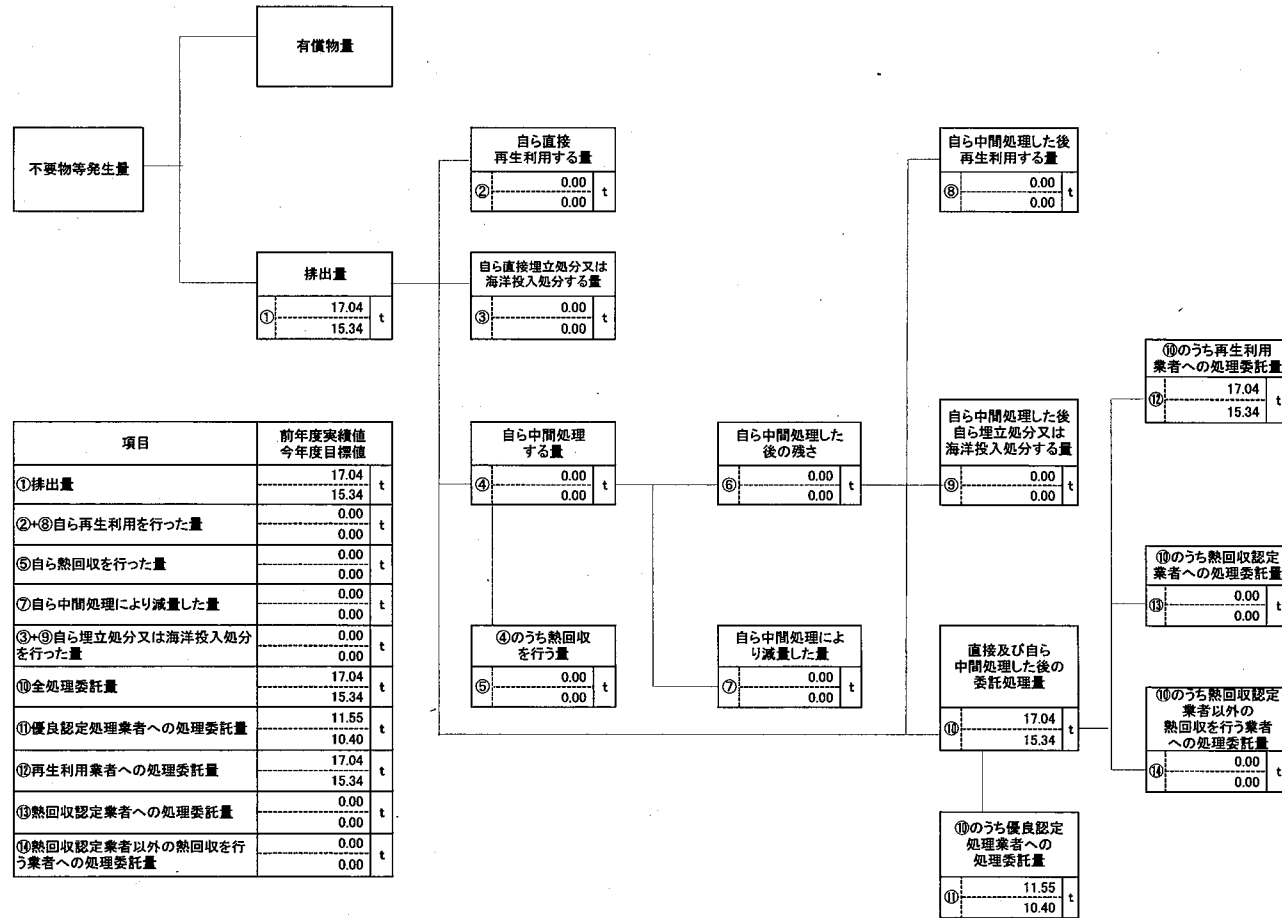 有償物量
不要物等発生量
自ら直接
再生利用する量
② 0.00 t
0.00
自ら中間処理した後
再生利用する量
⑧ 0.00 t
0.00
排出量
① 17.04 t
15.34
自ら直接埋立処分又は
海洋投入処分する量
③ 0.00 t
0.00
⑩のうち再生利用
業者への処理委託量
⑫ 17.04 t
15.34
自ら中間処理
する量
④ 0.00 t
0.00
自ら中間処理した
後の残さ
⑥ 0.00 t
0.00
自ら中間処理した後
自ら埋立処分又は
海洋投入処分する量
⑨ 0.00 t
0.00
⑩のうち熱回収認定
業者への処理委託量
⑬ 0.00 t
0.00
④のうち熱回収
を行う量
⑤ 0.00 t
0.00
自ら中間処理によ
り減量した量
⑦ 0.00 t
0.00
直接及び自ら
中間処理した後の
委託処理量
⑩ 17.04 t
15.34
⑩のうち熱回収認定
業者以外の
熱回収を行う業者
への処理委託量
⑭ 0.00 t
0.00
⑩のうち優良認定
処理業者への
処理委託量
⑪ 11.55 t
10.40
項目 前年度実績値
今年度目標値
①排出量 17.04 t
15.34
②+⑧自ら再生利用を行った量 0.00 t
0.00
⑤自ら熱回収を行った量 0.00 t
0.00
⑦自ら中間処理により減量した量 0.00 t
0.00
③+⑨自ら埋立処分又は海洋投入処分 0.00 t
を行った量 0.00
⑩全処理委託量 17.04 t
15.34
⑪優良認定処理業者への処理委託量 11.55 t
10.40
⑫再生利用業者への処理委託量 17.04 t
15.34
⑬熱回収認定業者への処理委託量 0.00 t
0.00
⑭熱回収認定業者以外の熱回収を行 0.00 t
う業者への処理委託量 0.00